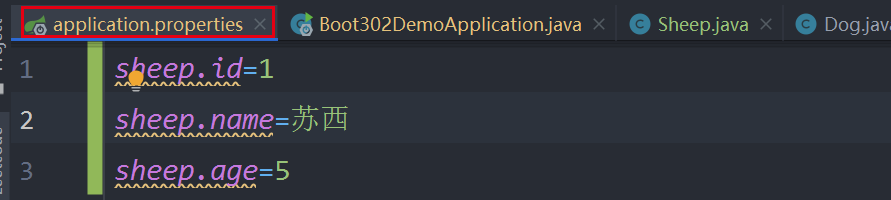 application.properties Boot302DemoApplication.java Sheep.java Dog.java
1 sheep.id=1
2 sheep.name=苏西
3 sheep.age=5